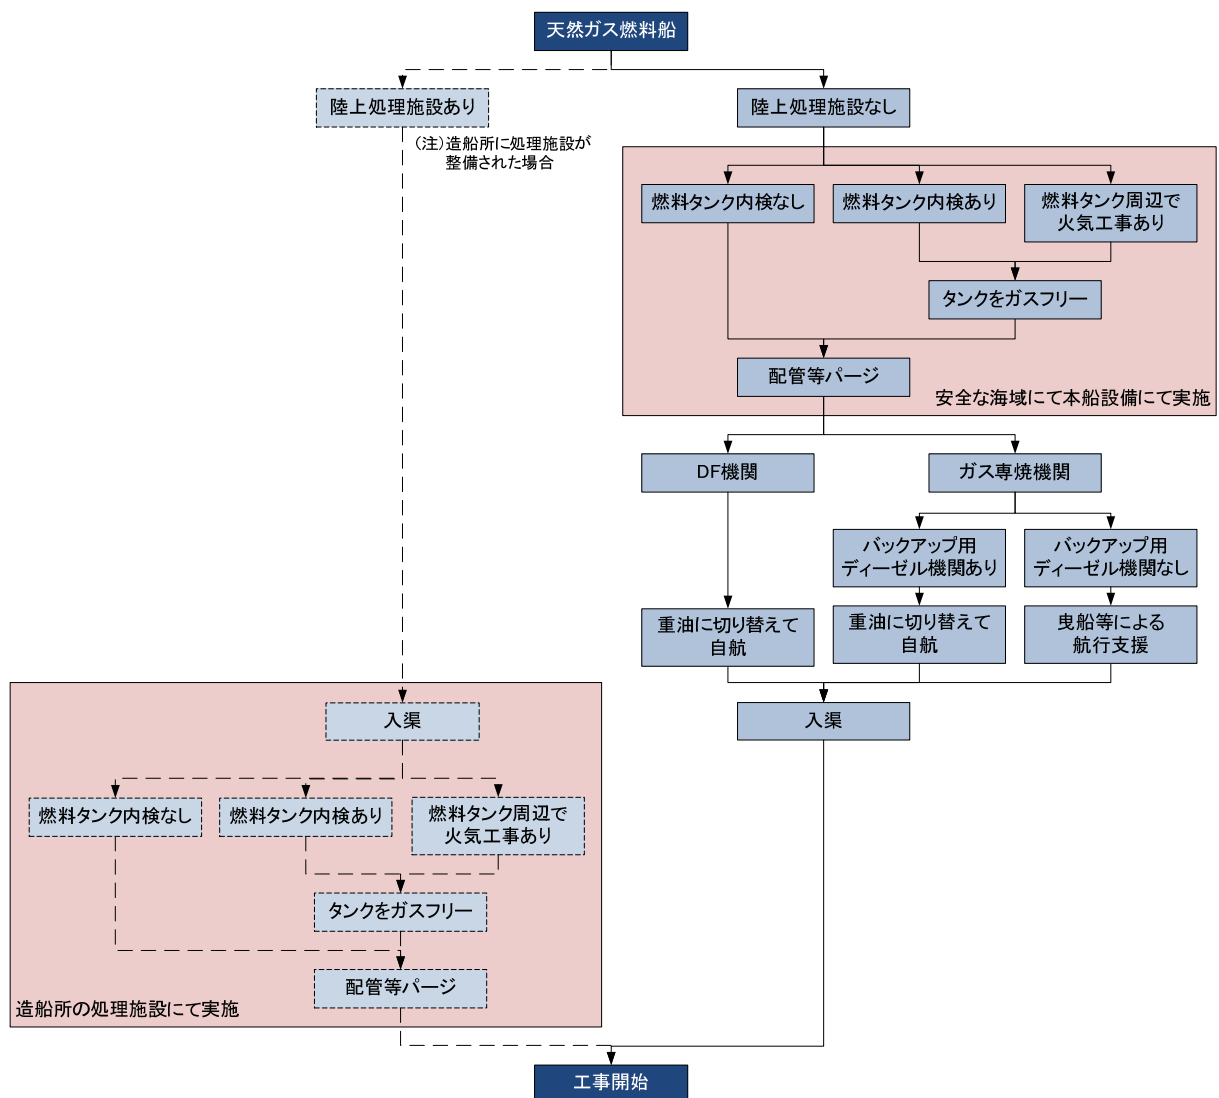 天然ガス燃料船
陸上処理施設あり
陸上処理施設なし
(注)造船所に処理施設が
整備された場合
燃料タンク内検なし
燃料タンク内検あり
燃料タンク周辺で
火気工事あり
タンクをガスフリー
配管等パージ
安全な海域にて本船設備にて実施
DF機関
ガス専焼機関
バックアップ用
ディーゼル機関あり
バックアップ用
ディーゼル機関なし
重油に切り替えて
自航
重油に切り替えて
自航
曳船等による
航行支援
入渠
入渠
燃料タンク内検なし
燃料タンク内検あり
燃料タンク周辺で
火気工事あり
タンクをガスフリー
配管等パージ
造船所の処理施設にて実施
工事開始